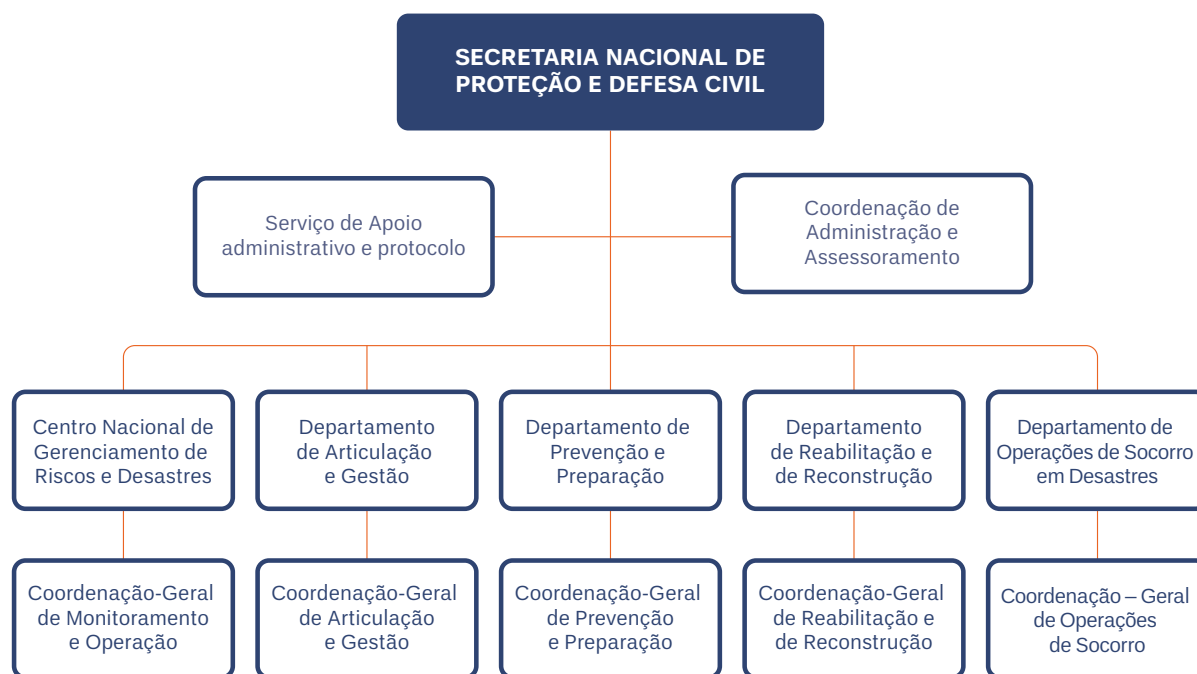 SECRETARIA NACIONAL DE
PROTEÇÃO E DEFESA CIVIL
Serviço de Apoio
administrativo e protocolo
Coordenação de
Administração e
Assessoramento
Centro Nacional de
Gerenciamento de
Riscos e Desastres
Departamento
de Articulação
e Gestão
Departamento de
Prevenção e
Preparação
Departamento
de Reabilitação e
de Reconstrução
Departamento de
Operações de Socorro
em Desastres
Coordenação-Geral
de Monitoramento
e Operação
Coordenação-Geral
de Articulação
e Gestão
Coordenação-Geral
de Prevenção
e Preparação
Coordenação-Geral
de Reabilitação e
de Reconstrução
Coordenação – Geral
de Operações
de Socorro